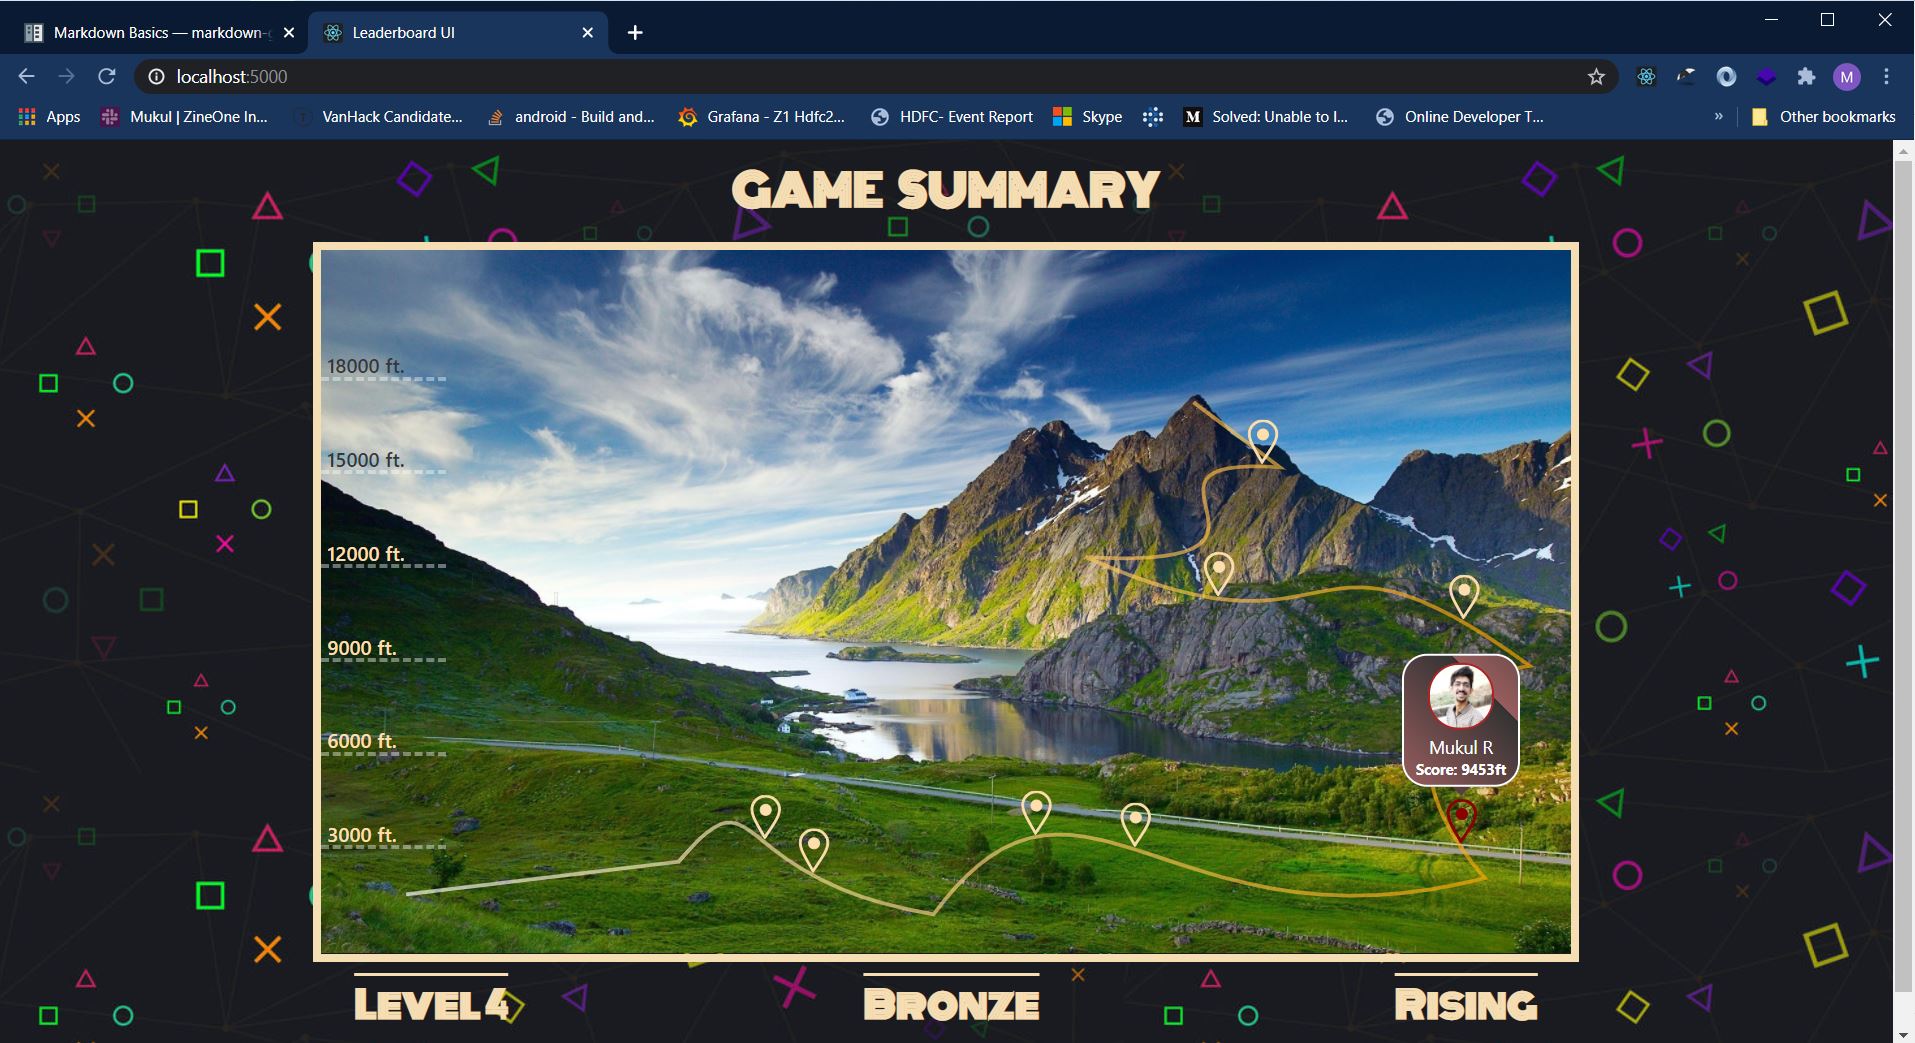 Markdown Basics — markdown-g
Leaderboard UI
localhost:5000
M
Apps
Mukul | ZineOne In...
VanHack Candidate...
android - Build and...
Grafana - Z1 Hdfc2...
HDFC- Event Report
Skype
M
Solved: Unable to I...
Online Developer T...
»
Other bookmarks
GAME SUMMARY
18000 ft.
15000 ft.
12000 ft.
9000 ft.
6000 ft.
3000 ft.
Mukul R
Score: 9453ft
LEVEL 4
BRONZE
RISING